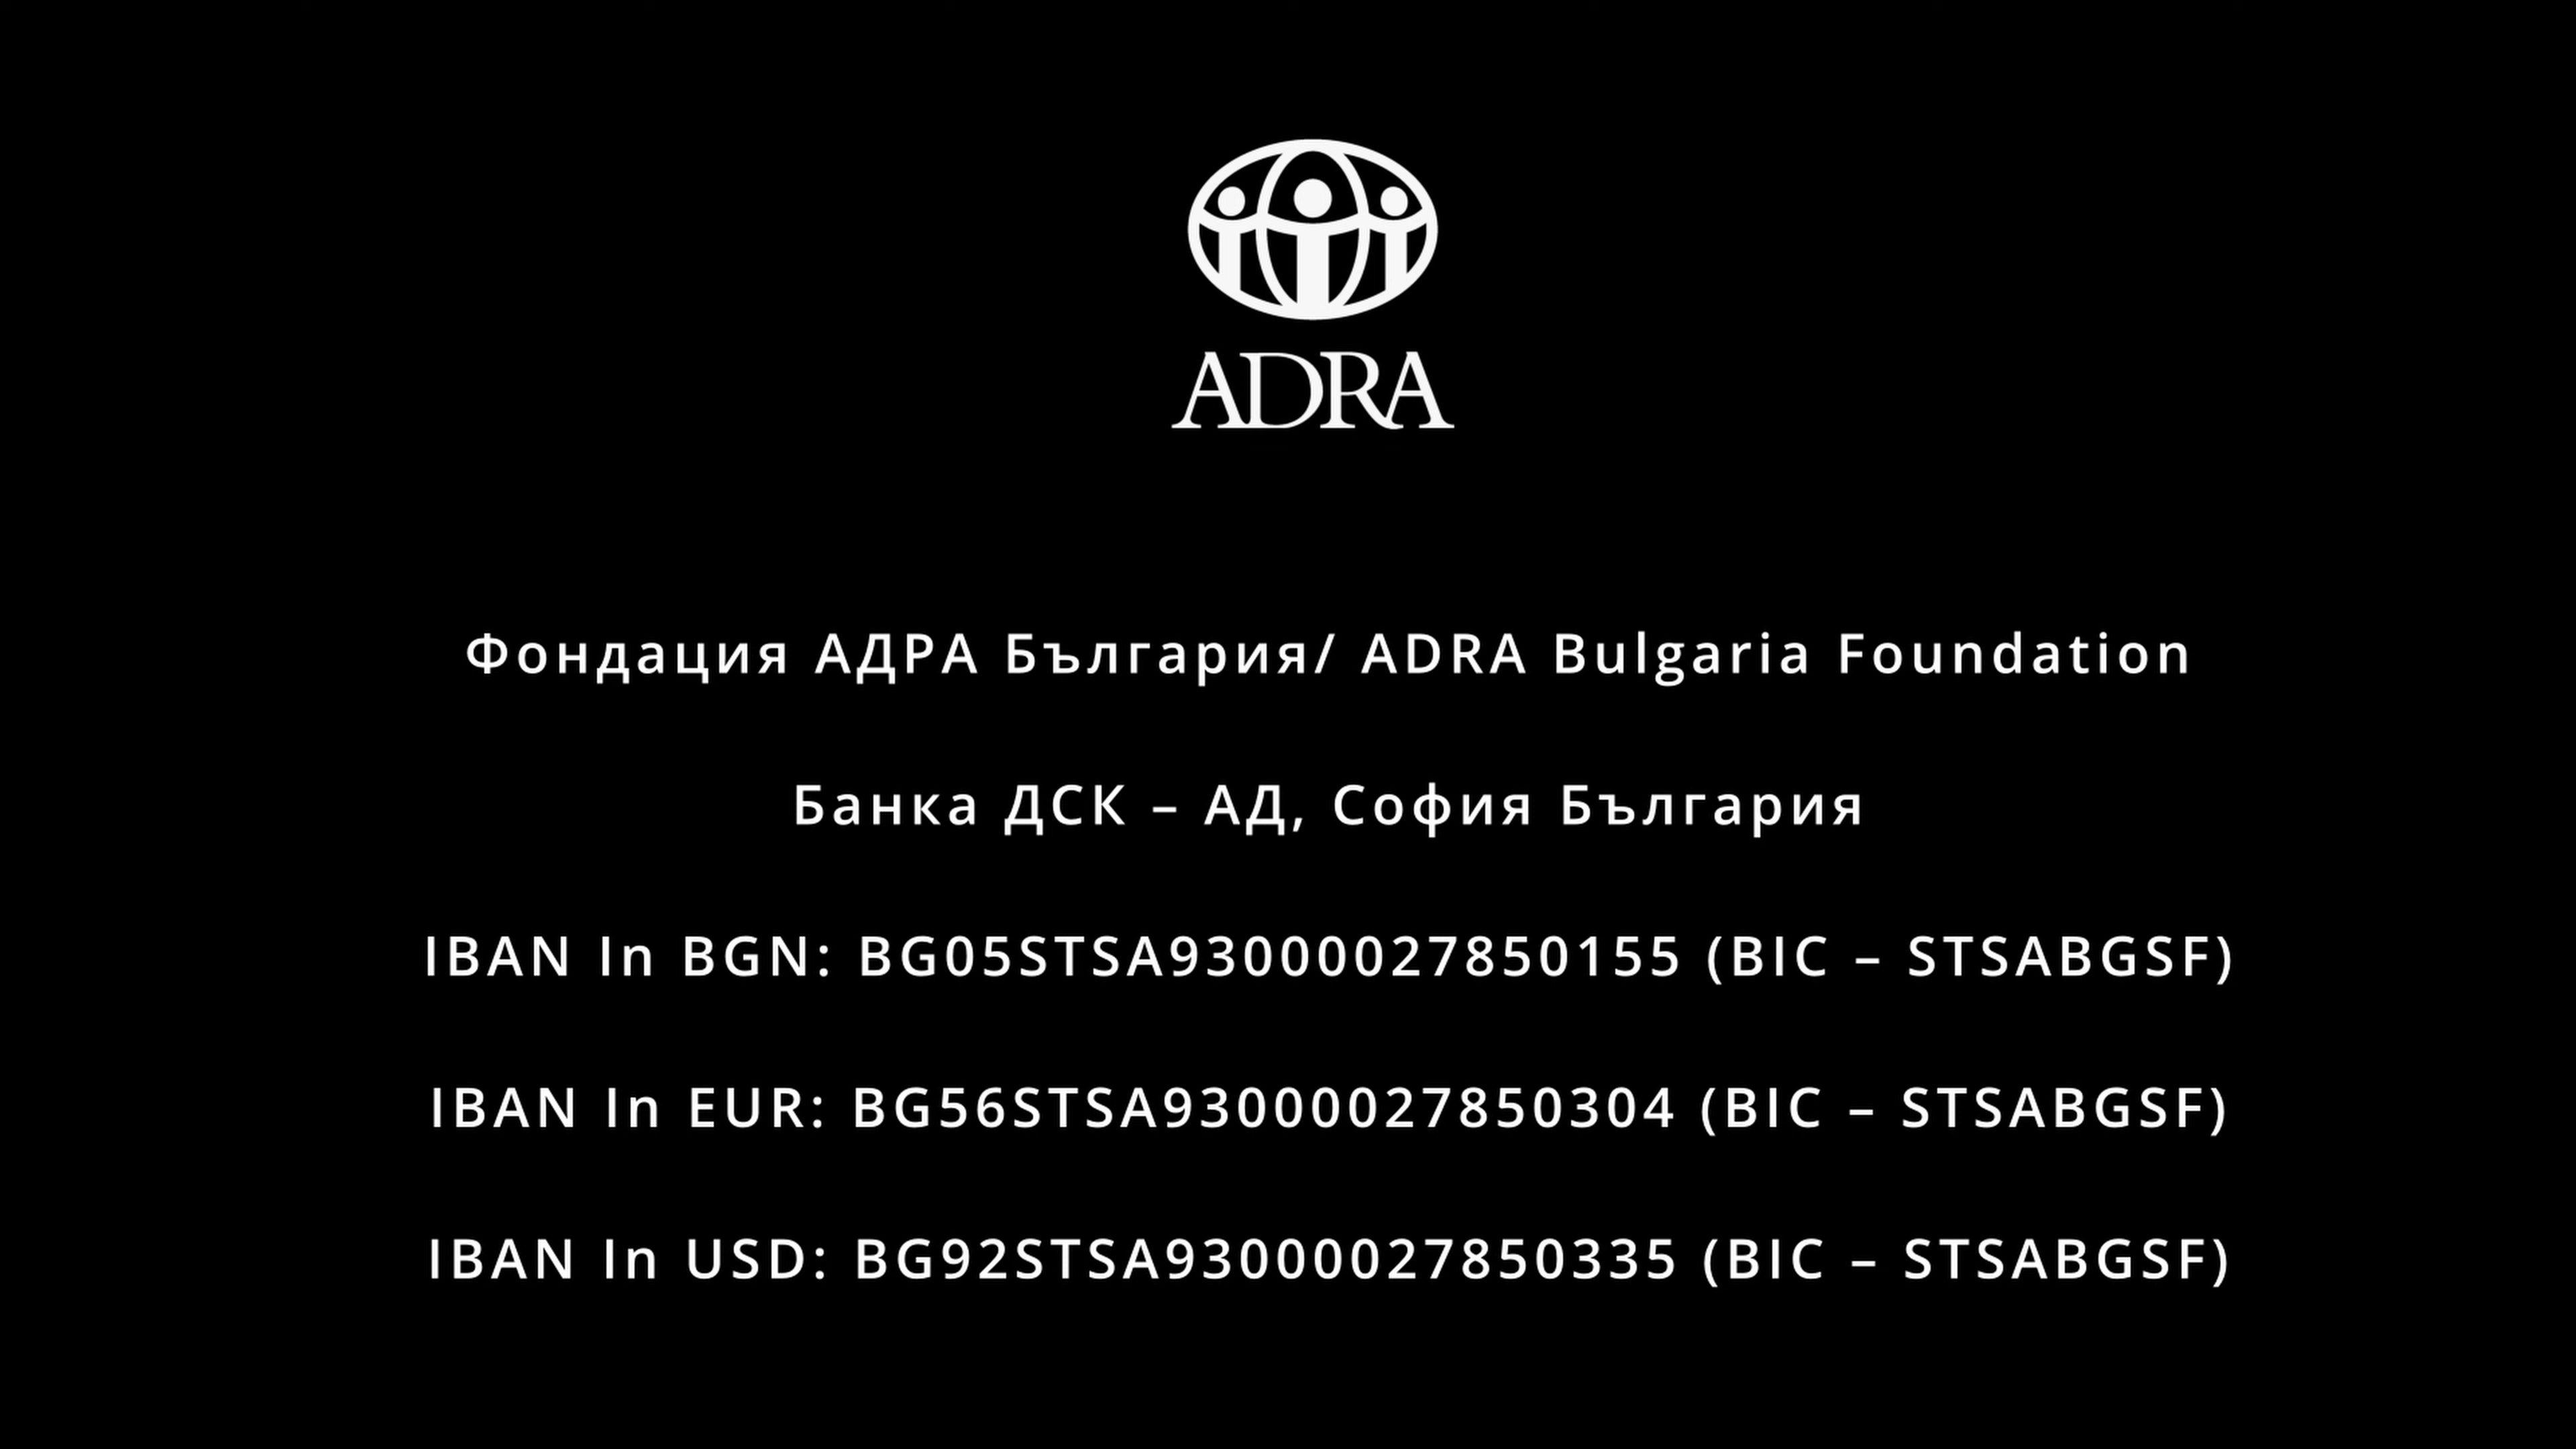 ADRA
Фондация АДРА България/ ADRA Bulgaria Foundation
Банка ДСК – АД, София България
IBAN In BGN: BG05STSA93000027850155 (BIC – STSABGSF)
IBAN In EUR: BG56STSA93000027850304 (BIC – STSABGSF)
IBAN In USD: BG92STSA93000027850335 (BIC – STSABGSF)